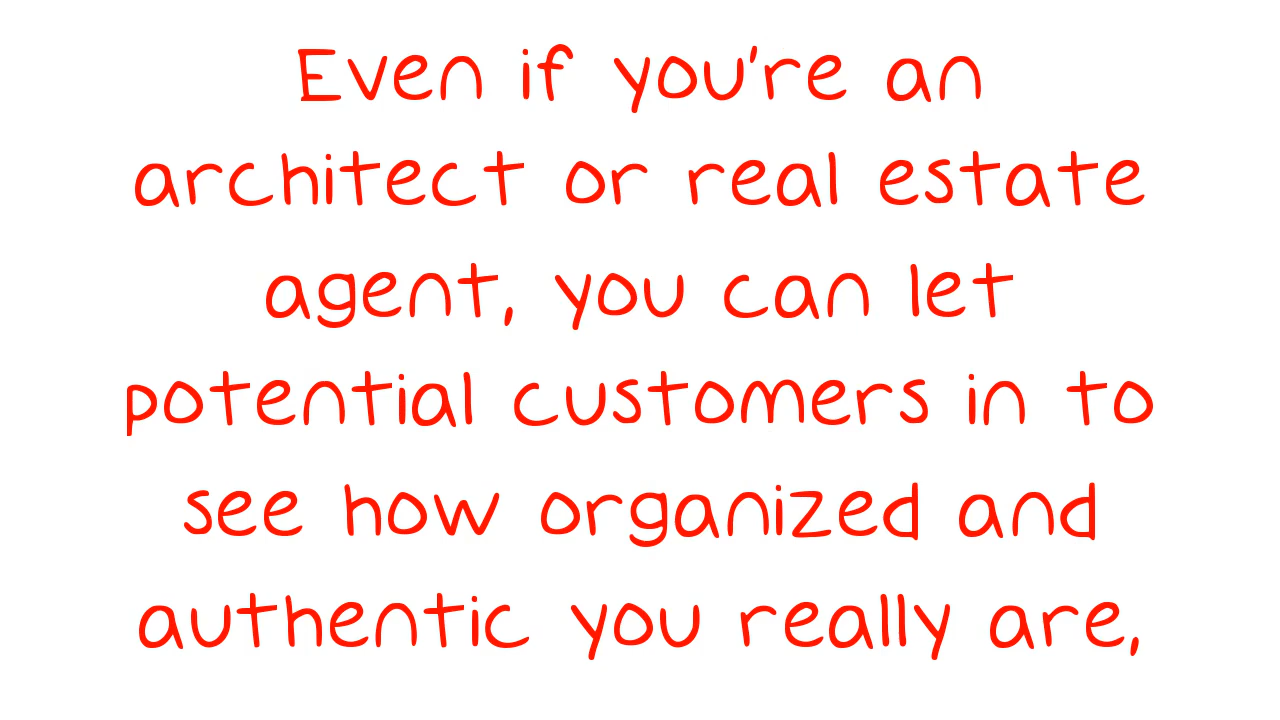 Even if you're an
architect or real estate
agent, you can let
potential customers in to
see how organized and
authentic you really are,